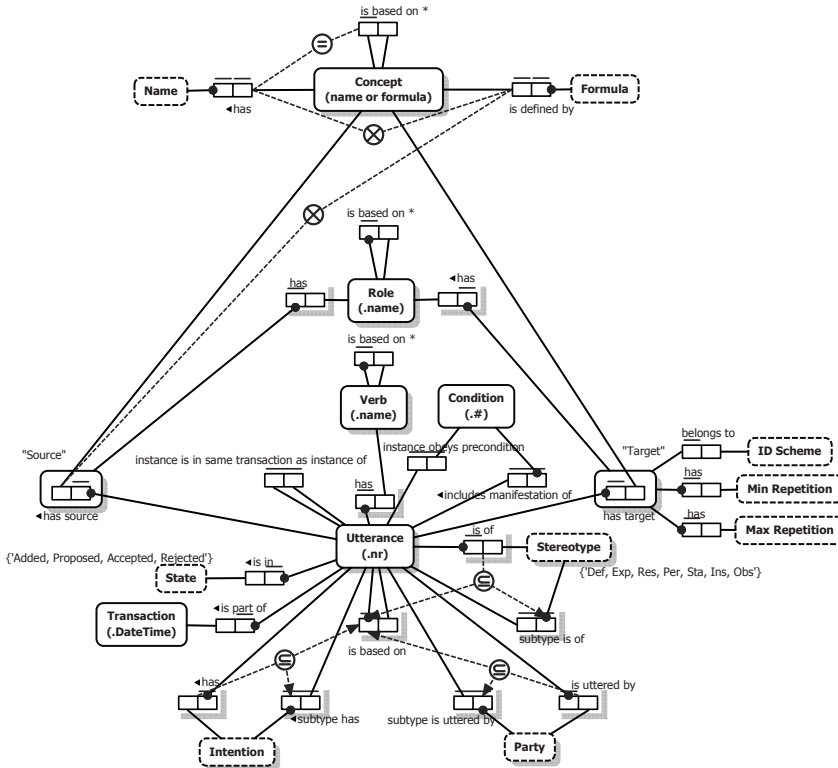 is based on *
Name
Concept
(name or formula)
Formula
◄has
is defined by
is based on *
has
Role
(.name)
◄has
is based on *
Verb
(.name)
Condition
(.#)
"Source"
instance is in same transaction as instance of
instance obeys precondition
"Target"
belongs to
ID Scheme
has
Min Repetition
has
Max Repetition
◄has source
has
◄includes manifestation of
has target
Utterance
(.nr)
is of
Stereotype
{'Added, Proposed, Accepted, Rejected'}
◄is in
State
{'Def, Exp, Res, Per, Sta, Ins, Obs'}
Transaction
(.DateTime)
◄is part of
is based on
subtype is of
◄has
is uttered by
◄subtype has
subtype is uttered by
Intention
Party